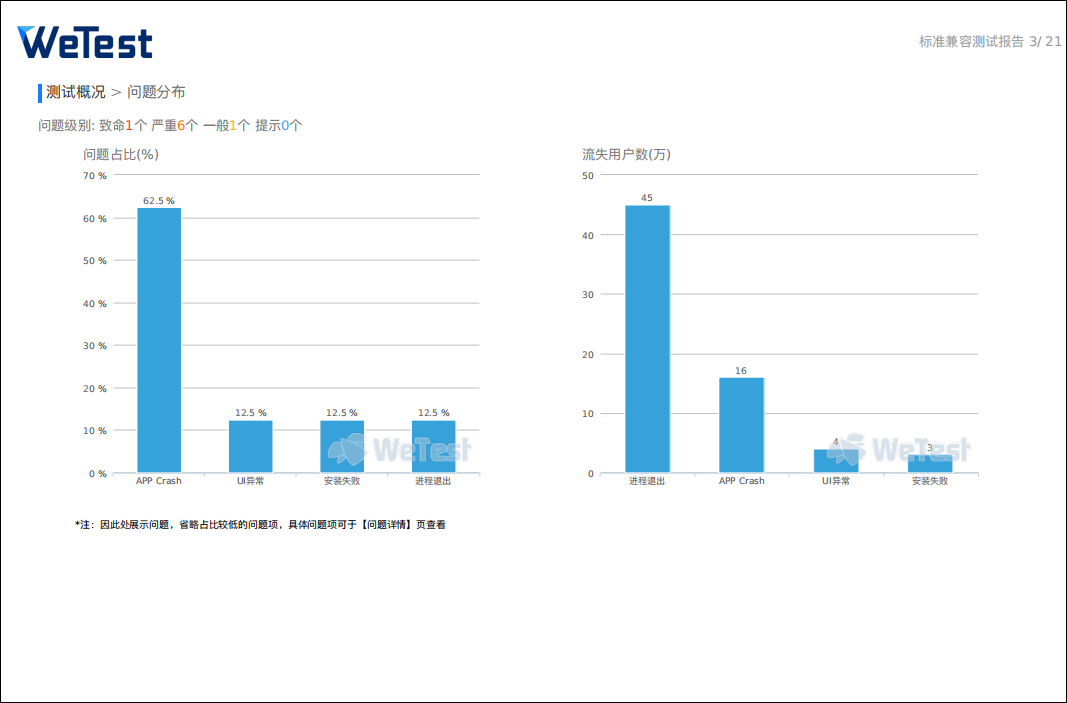 WeTest
标准兼容测试报告 3/ 21
测试概况 > 问题分布
问题级别: 致命1个 严重6个 一般1个 提示0个
问题占比(%)
70 %
60 %
50 %
40 %
30 %
20 %
10 %
0 %
62.5 %
12.5 %
12.5 %
12.5 %
WeTest
APP Crash
UI异常
安装失败
进程退出
流失用户数(万)
50
40
30
20
10
0
45
16
4
3
WeTest
进程退出
APP Crash
UI异常
安装失败
*注：因此处展示问题，省略占比较低的问题项，具体问题项可于【问题详情】页查看